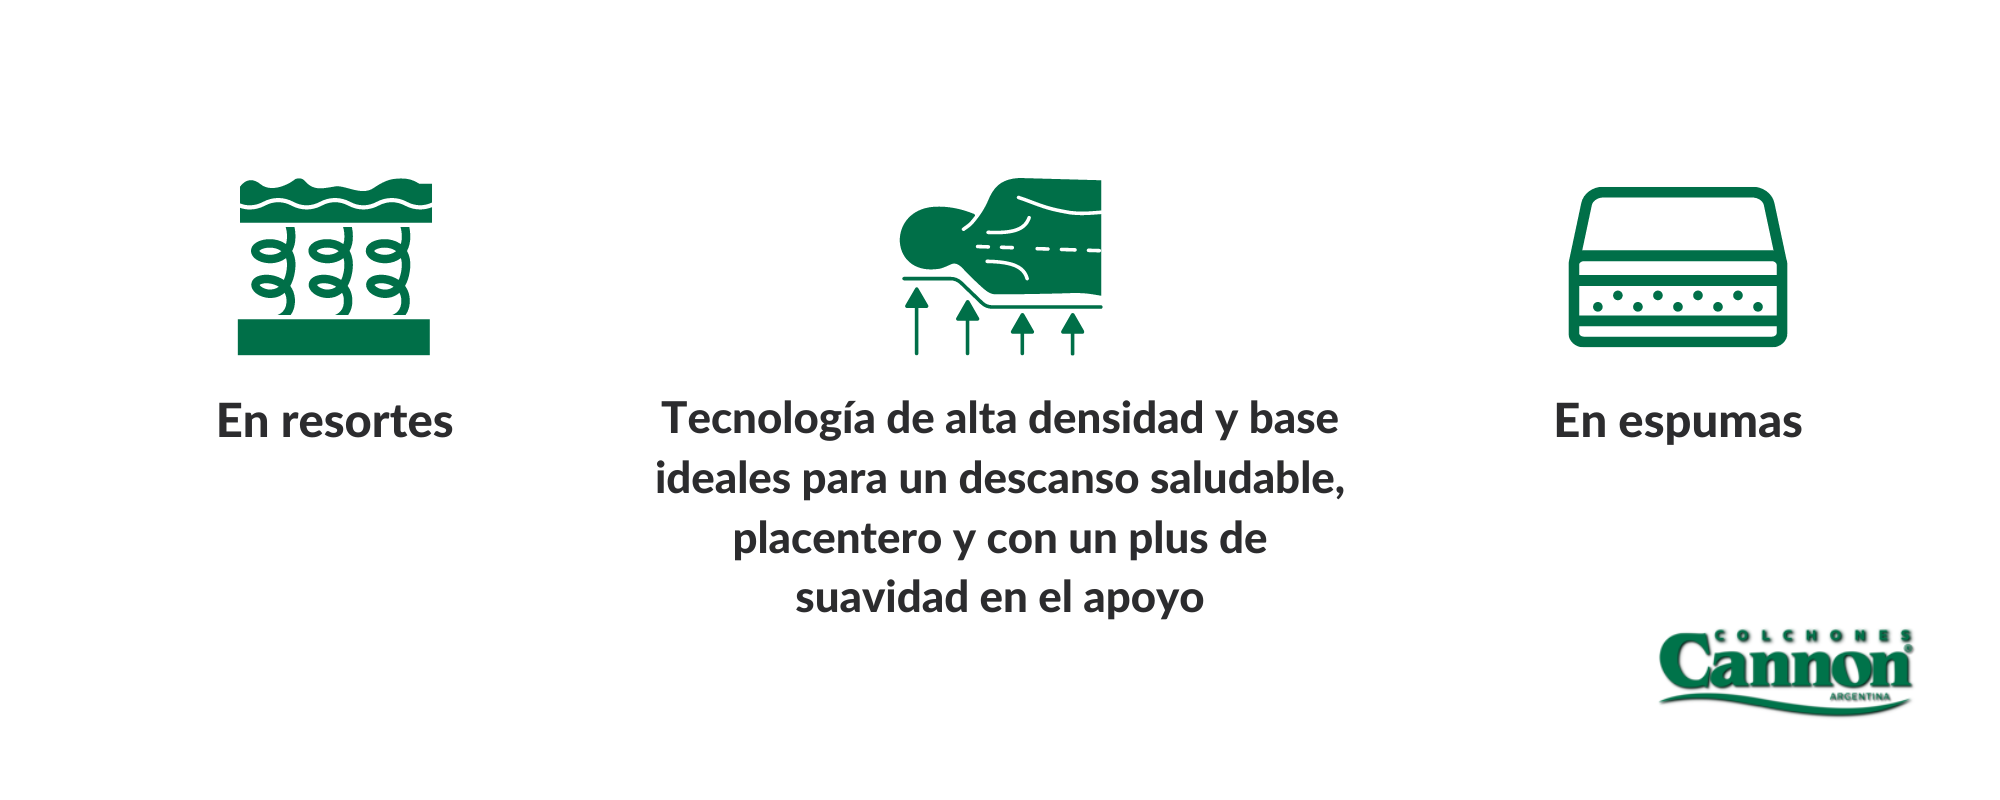 En resortes
Tecnología de alta densidad y base
ideales para un descanso saludable,
placentero y con un plus de
suavidad en el apoyo
En espumas
COLCHONES
Cannon®
ARGENTINA